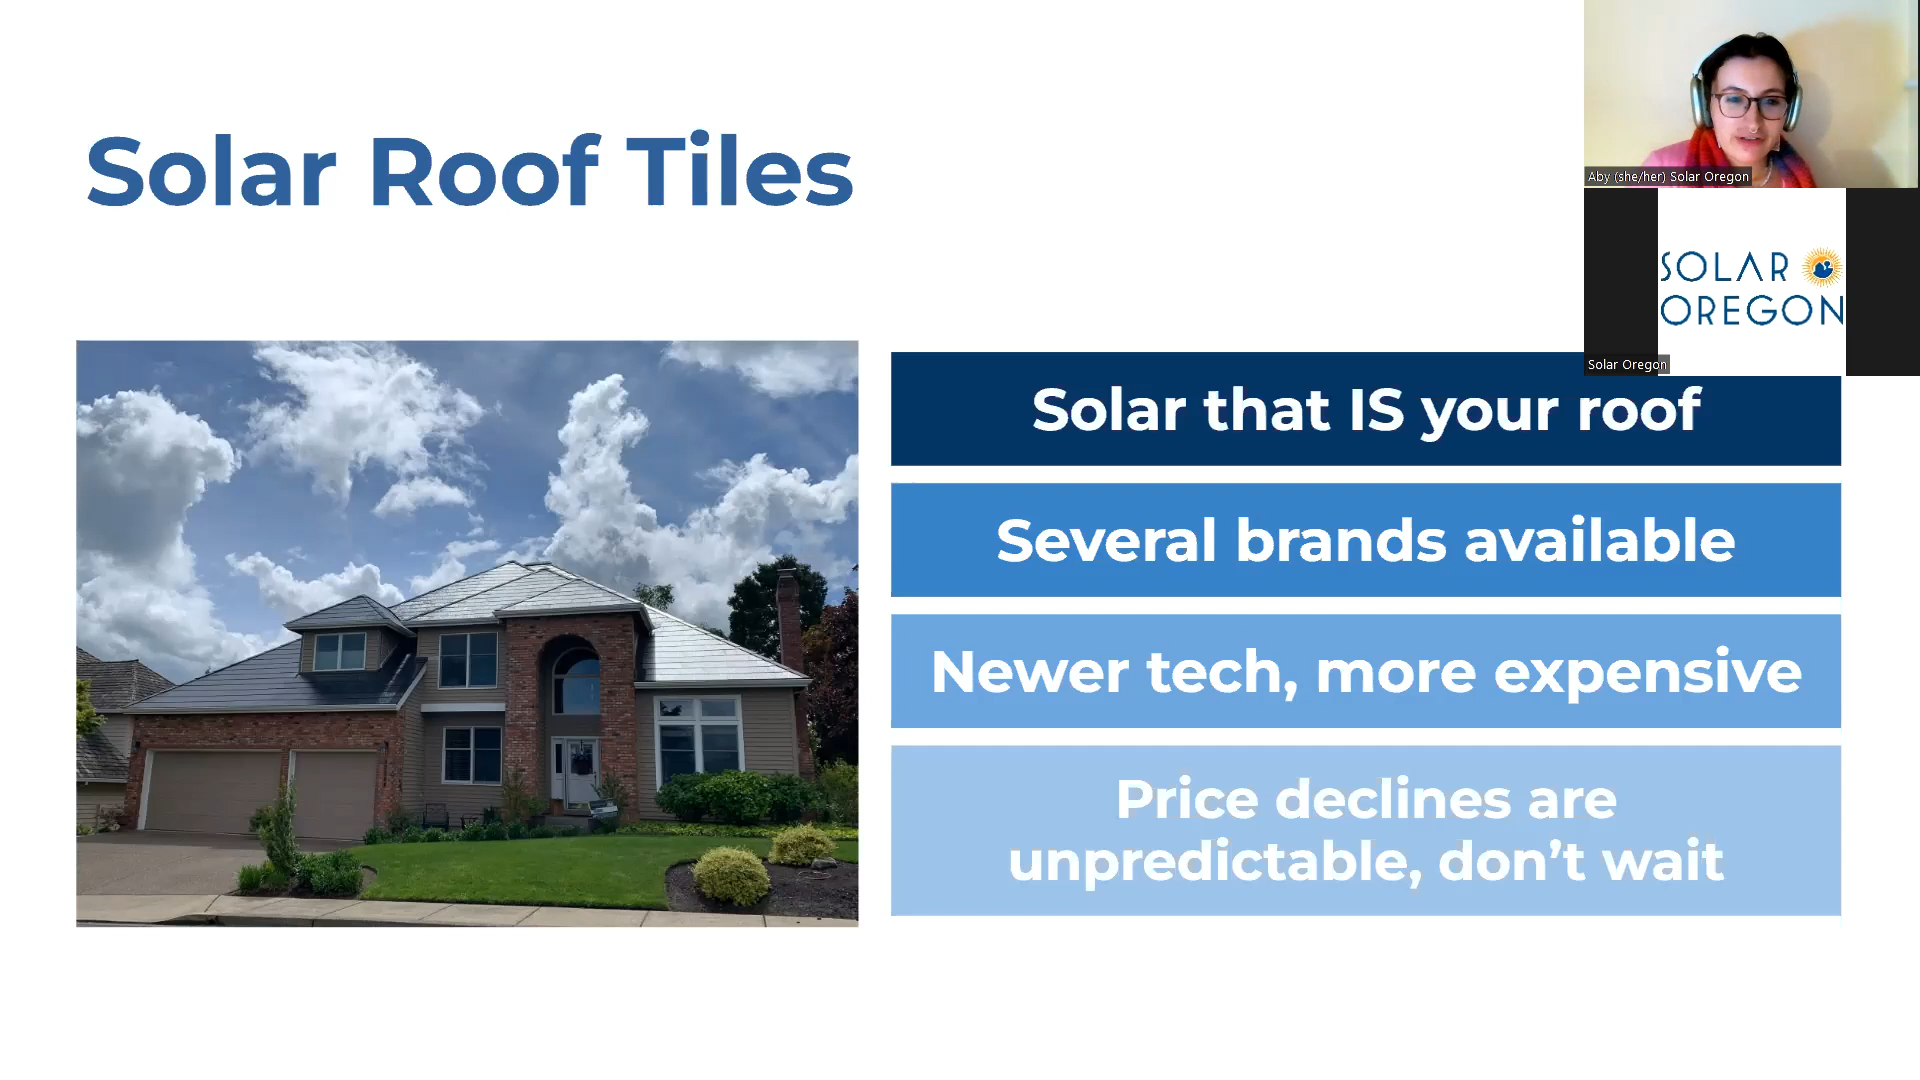 Solar Roof Tiles
Aby (she/her) Solar Oregon
SOLAR
OREGON
Solar Oregon
Solar that IS your roof
Several brands available
Newer tech, more expensive
Price declines are
unpredictable, don’t wait